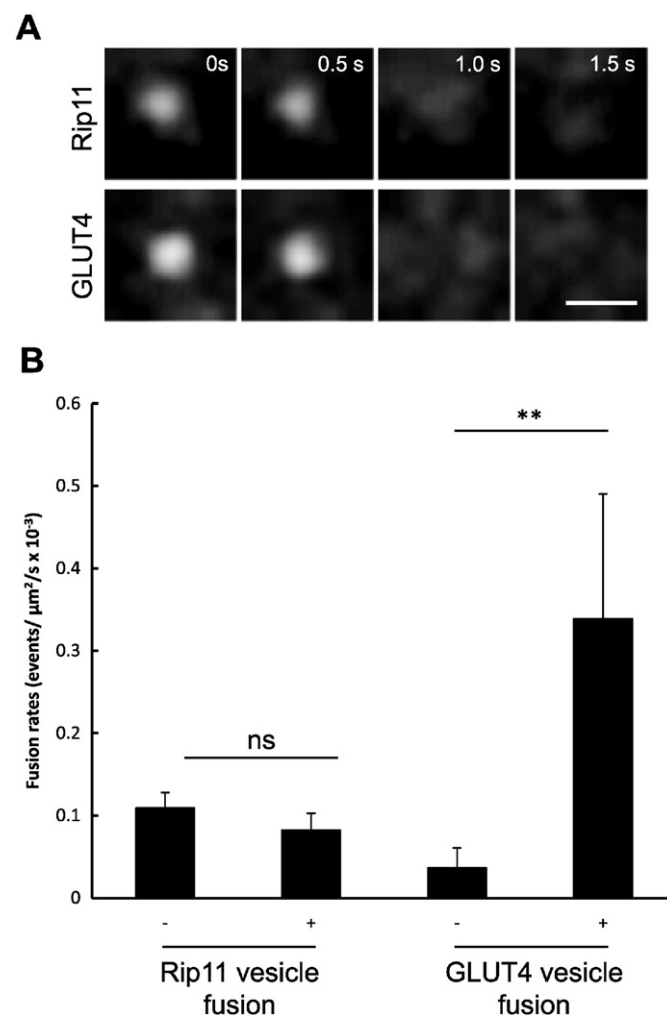 A
Rip11
0s
0.5 s
1.0 s
1.5 s
GLUT4
B
Fusion rates (events/ μm²/s x 10⁻³)
0.6
0.5
0.4
0.3
0.2
0.1
0
ns
**
- + - +
Rip11 vesicle
fusion
GLUT4 vesicle
fusion